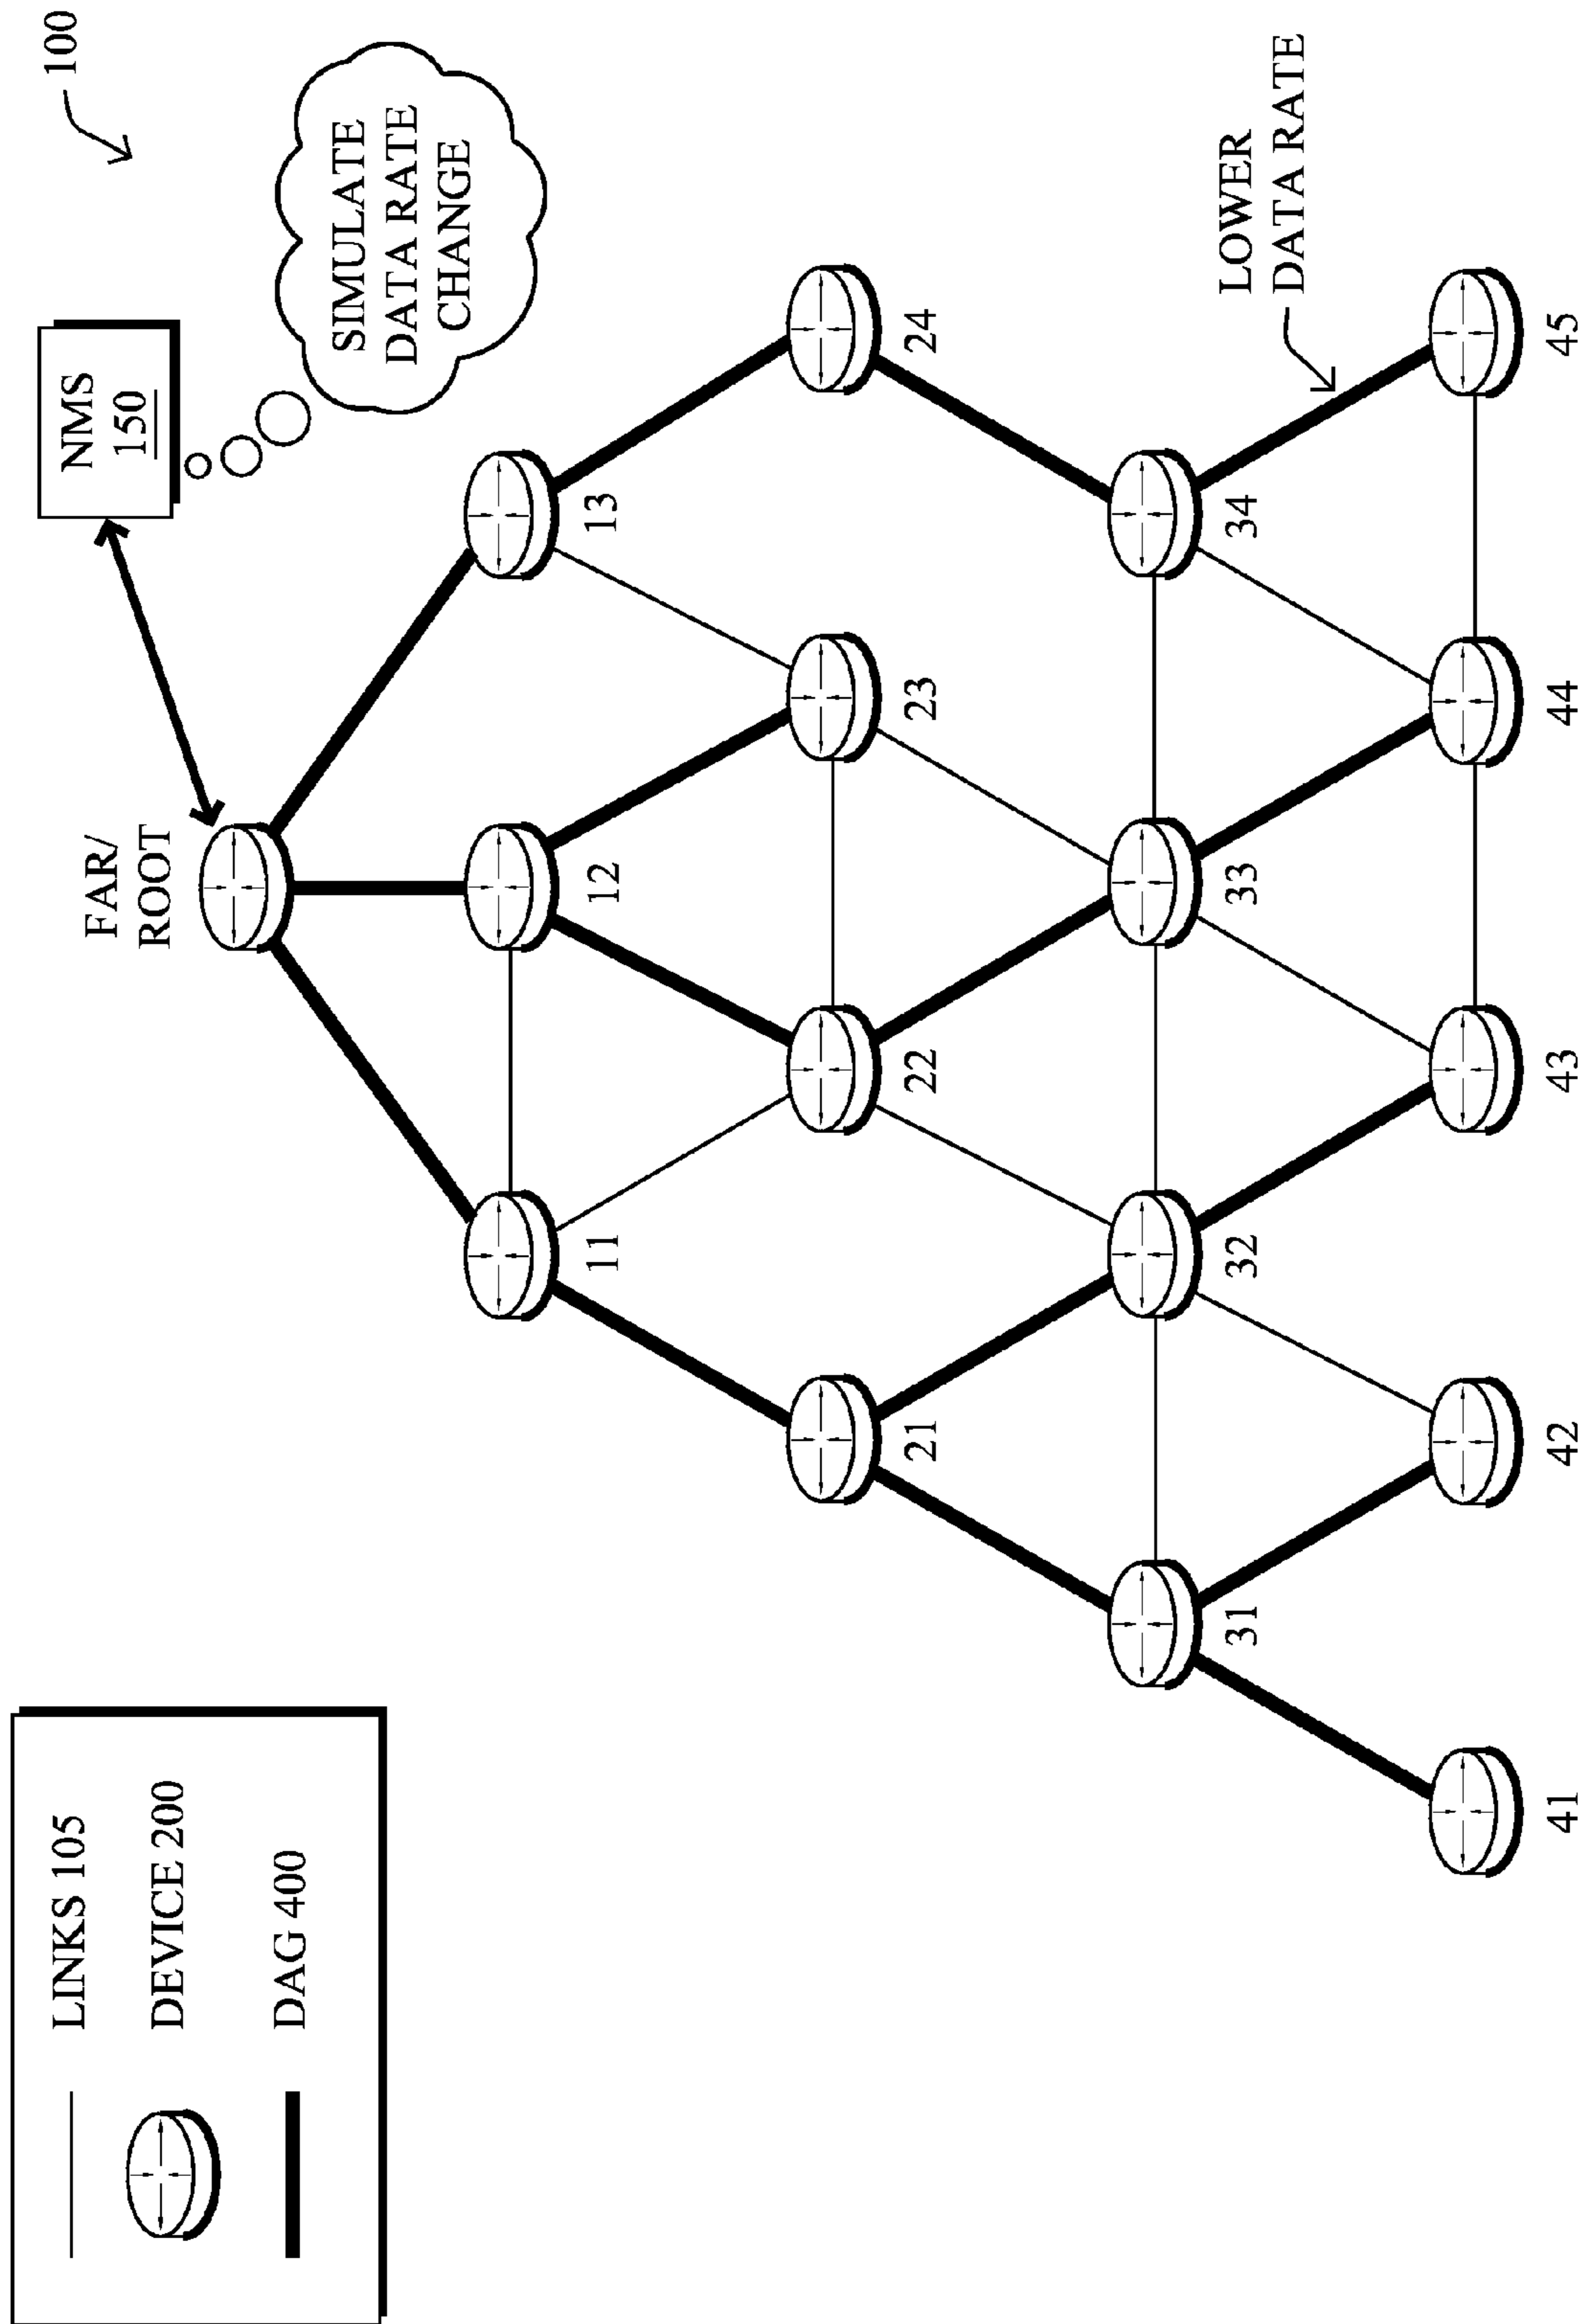 LINKS 105
DEVICE 200
DAG 400
100
NMS
150
SIMULATE
DATA RATE
CHANGE
FAR/
ROOT
11
12
13
21
22
23
24
31
32
33
34
LOWER
DATA RATE
41
42
43
44
45